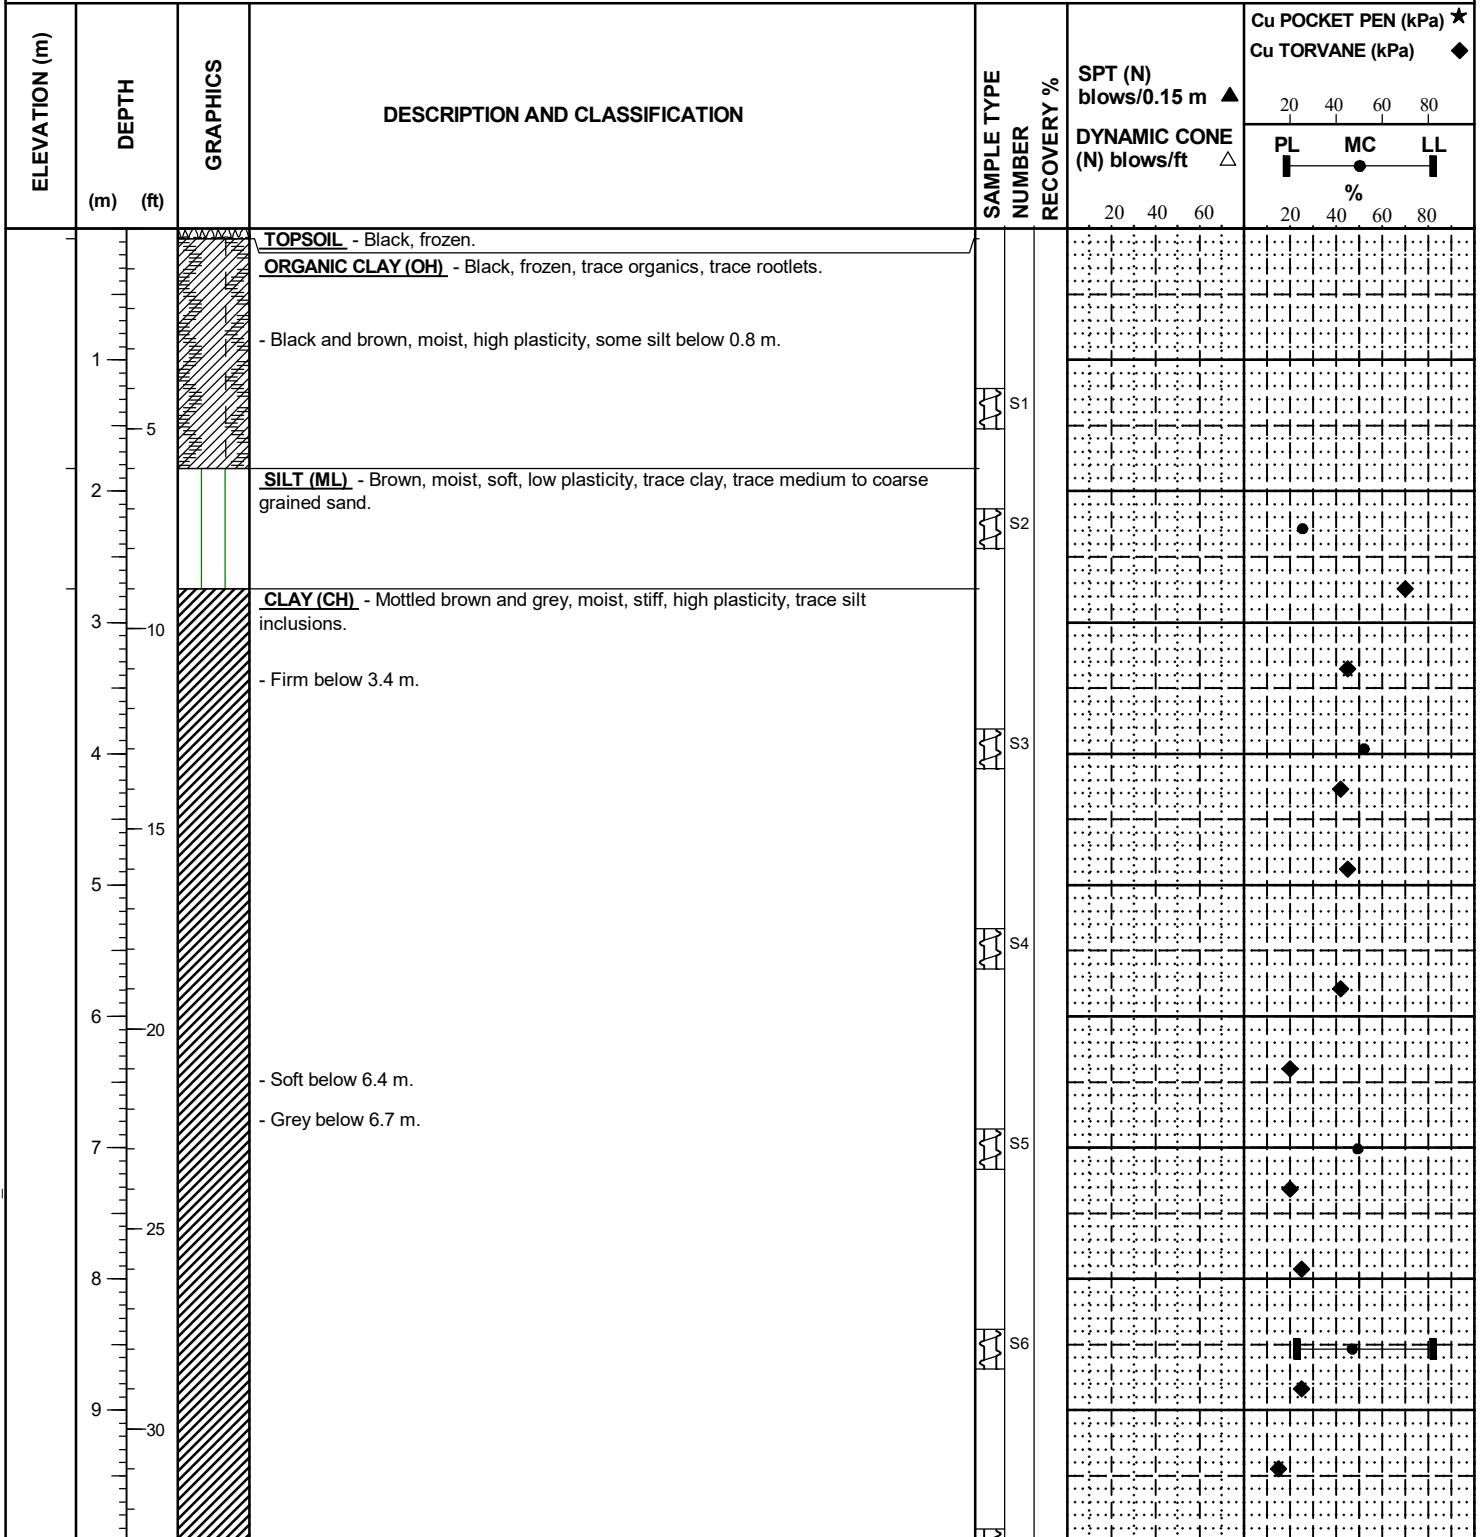 ELEVATION (m)
DEPTH
(m) (ft)
GRAPHICS
DESCRIPTION AND CLASSIFICATION
SAMPLE TYPE
NUMBER
RECOVERY %
SPT (N)
blows/0.15 m
DYNAMIC CONE
(N) blows/ft
20 40 60
Cu POCKET PEN (kPa)
Cu TORVANE (kPa)
20 40 60 80
PL MC LL
%
20 40 60 80
TOPSOIL - Black, frozen.
ORGANIC CLAY (OH) - Black, frozen, trace organics, trace rootlets.
- Black and brown, moist, high plasticity, some silt below 0.8 m.
1
S1
5
SILT (ML) - Brown, moist, soft, low plasticity, trace clay, trace medium to coarse
grained sand.
2
S2
CLAY (CH) - Mottled brown and grey, moist, stiff, high plasticity, trace silt
inclusions.
3
10
- Firm below 3.4 m.
S3
4
15
5
S4
6
20
- Soft below 6.4 m.
- Grey below 6.7 m.
S5
7
25
8
S6
9
30